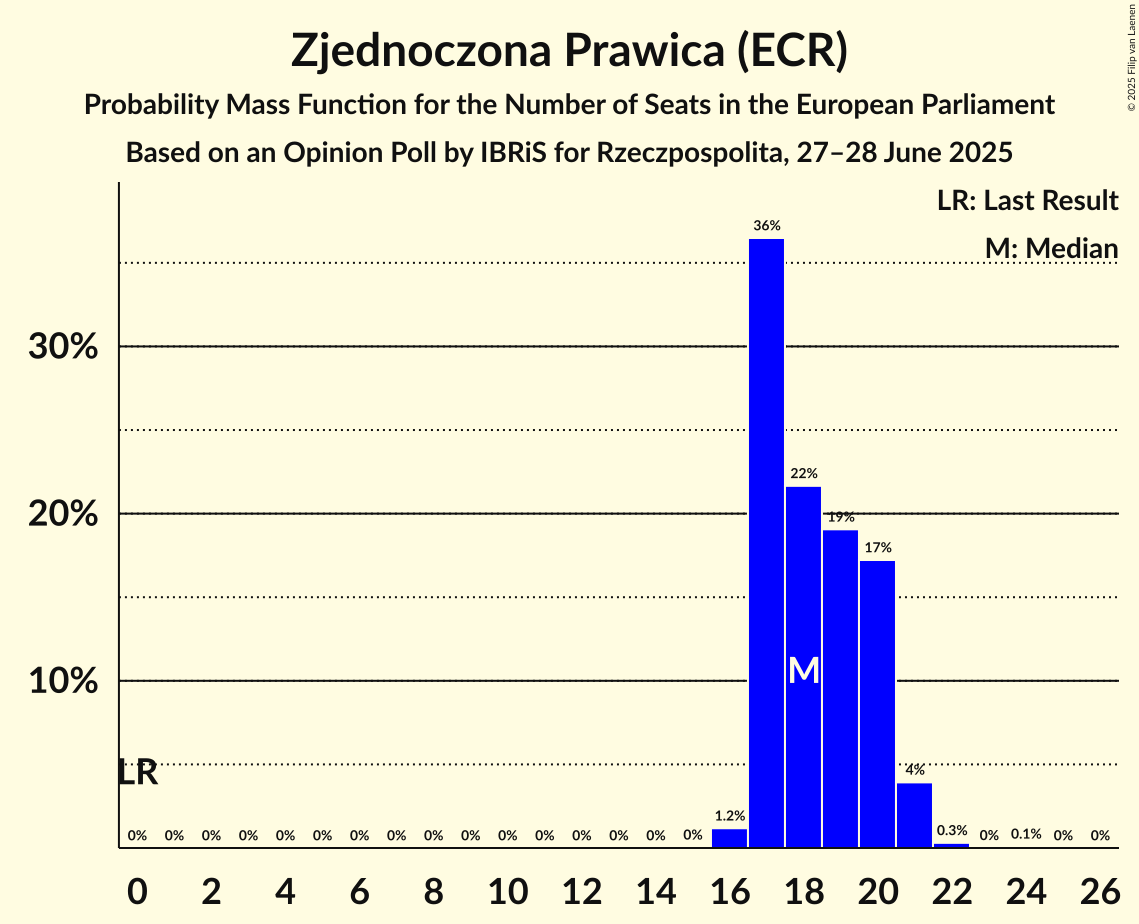 Zjednoczona Prawica (ECR)
Probability Mass Function for the Number of Seats in the European Parliament
Based on an Opinion Poll by IBRiS for Rzeczpospolita, 27–28 June 2025
© 2025 Filip van Laenen
LR: Last Result
M: Median
36%
30%
22%
20%
19%
17%
10%
M
LR
4%
1.2%
0.3%
0.1%
0% 0% 0% 0% 0% 0% 0% 0% 0% 0% 0% 0% 0% 0% 0% 0% 0% 0% 0%
0 2 4 6 8 10 12 14 16 18 20 22 24 26